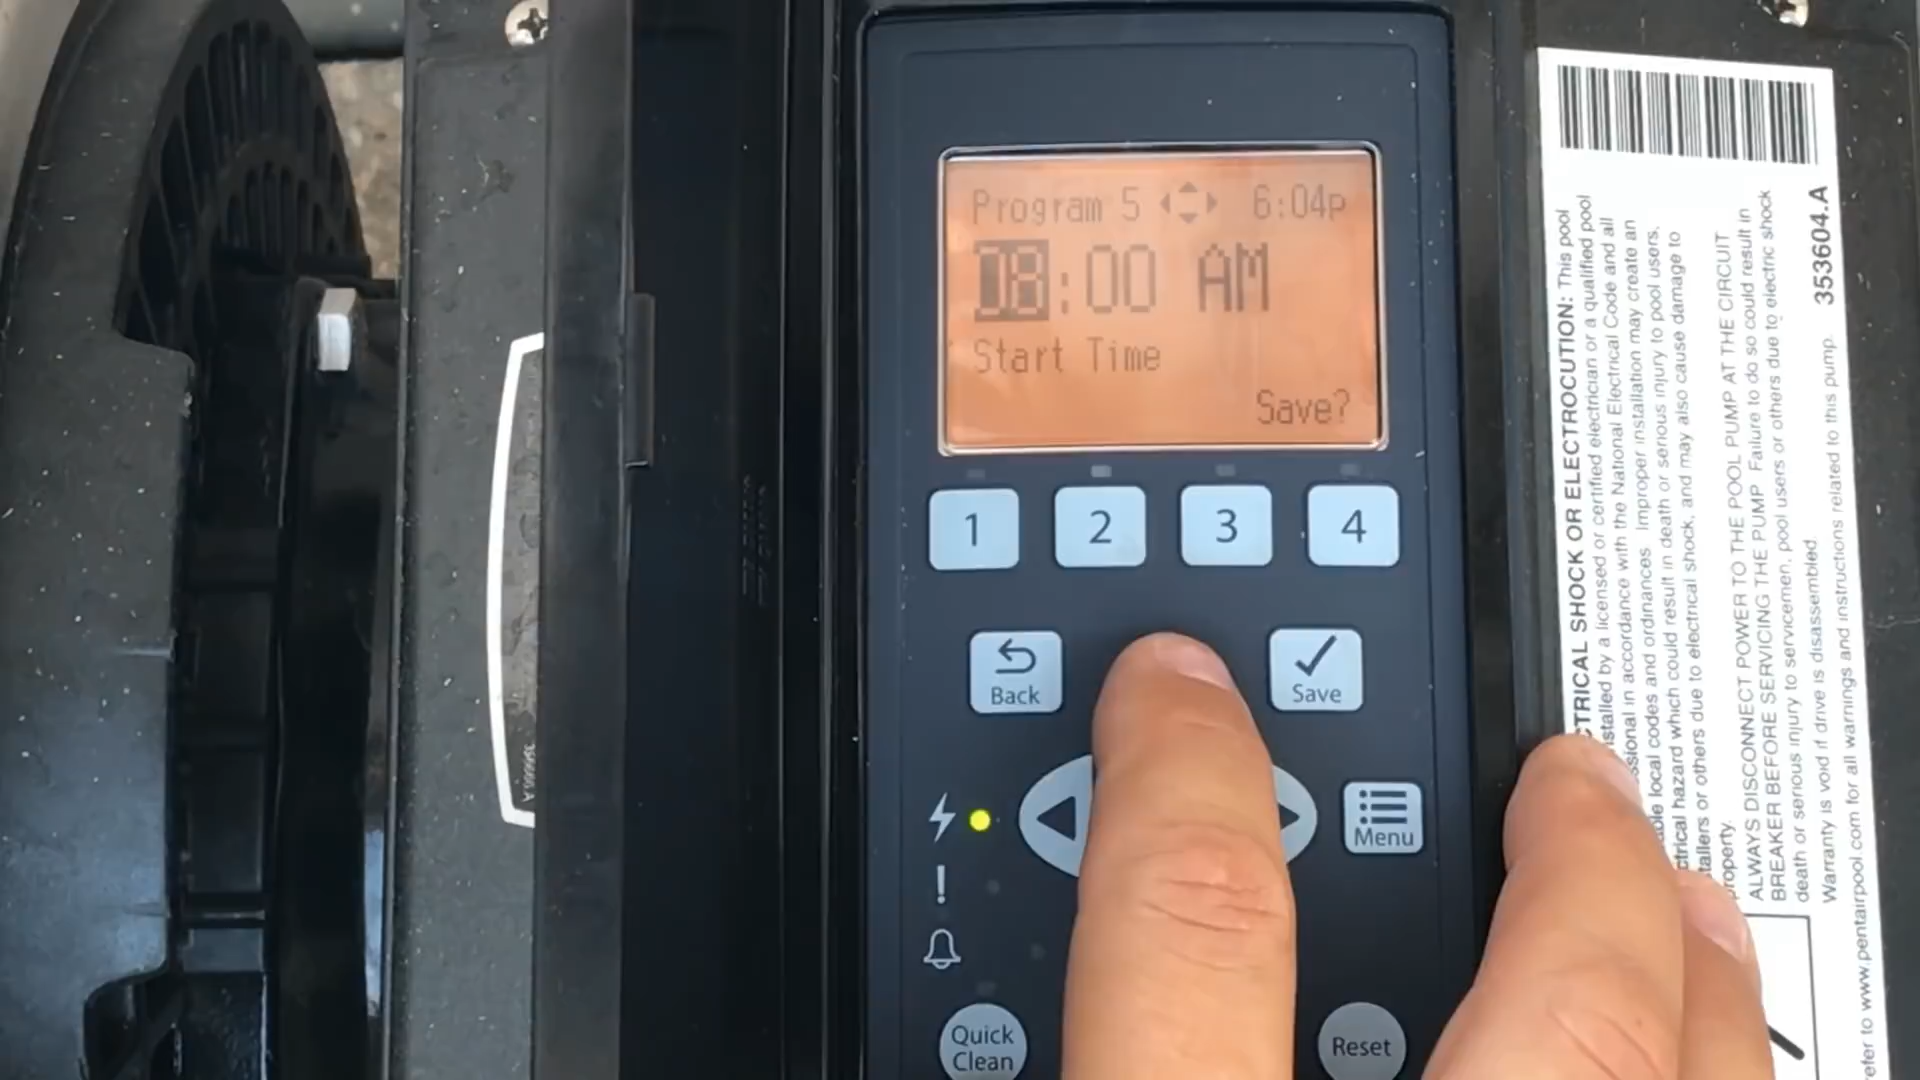 Program 5 6:04p
08:00 AM
Start Time
Save?
1
2
3
4
Back
Save
Menu
Quick
Clean
Reset
353604.A
CTRICAL SHOCK OR ELECTROCUTION: This pool
stalled by a licensed or certified electrician or a qualified pool
ssional in accordance with the National Electrical Code and all
ble local codes and ordinances. Improper installation may create an
ctrical hazard which could result in death or serious injury to pool users,
tallers or others due to electrical shock, and may also cause damage to
property.
ALWAYS DISCONNECT POWER TO THE POOL PUMP AT THE CIRCUIT
BREAKER BEFORE SERVICING THE PUMP. Failure to do so could result in
death or serious injury to servicemen, pool users or others due to electric shock
Warranty is void if drive is disassembled
refer to www.pentairpool.com for all warnings and instructions related to this pump.